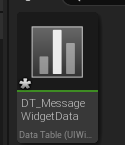 DT_Message
WidgetData
Data Table (UIWi...